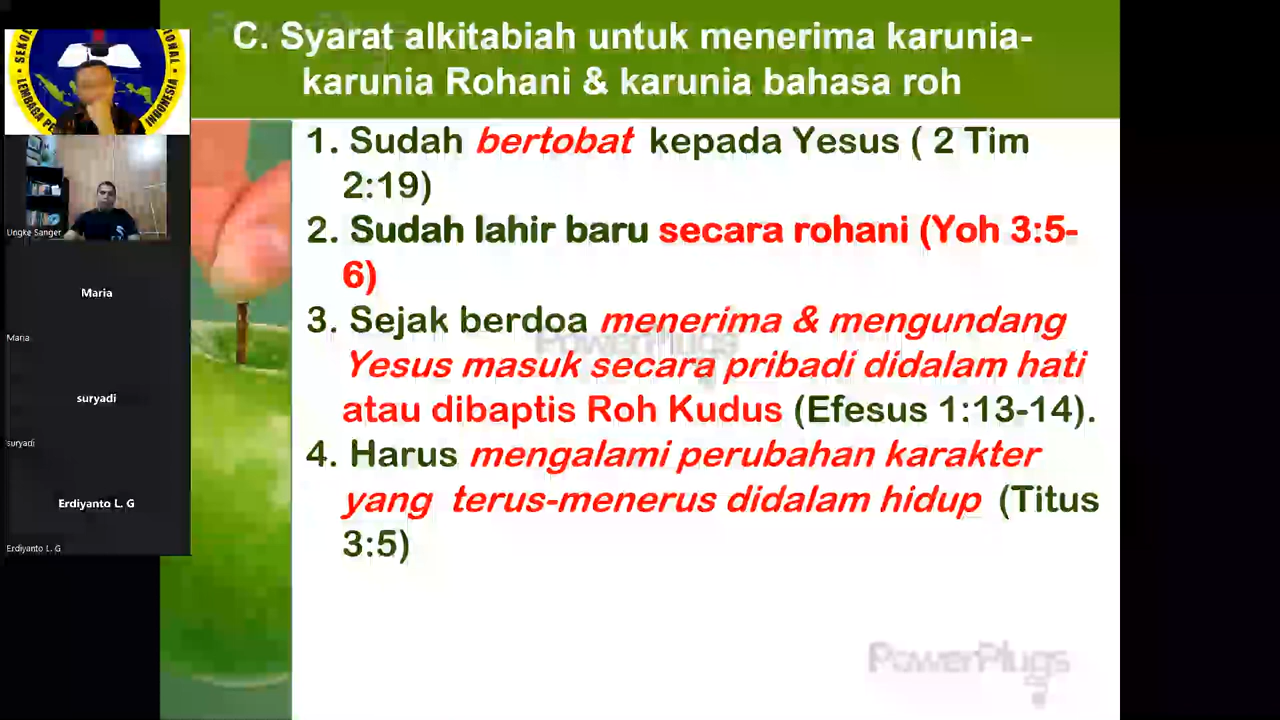 C. Syarat alkitabiah untuk menerima karunia-
karunia Rohani & karunia bahasa roh
1. Sudah bertobat kepada Yesus ( 2 Tim
2:19)
2. Sudah lahir baru secara rohani (Yoh 3:5-
6)
3. Sejak berdoa menerima & mengundang
Yesus masuk secara pribadi didalam hati
atau dibaptis Roh Kudus (Efesus 1:13-14).
4. Harus mengalami perubahan karakter
yang terus-menerus didalam hidup (Titus
3:5)
PowerPlugs
PowerPlugs
INDONESIA
Ungke Sanger
Maria
Maria
suryadi
suryadi
Erdiyanto L. G
Erdiyanto L. G